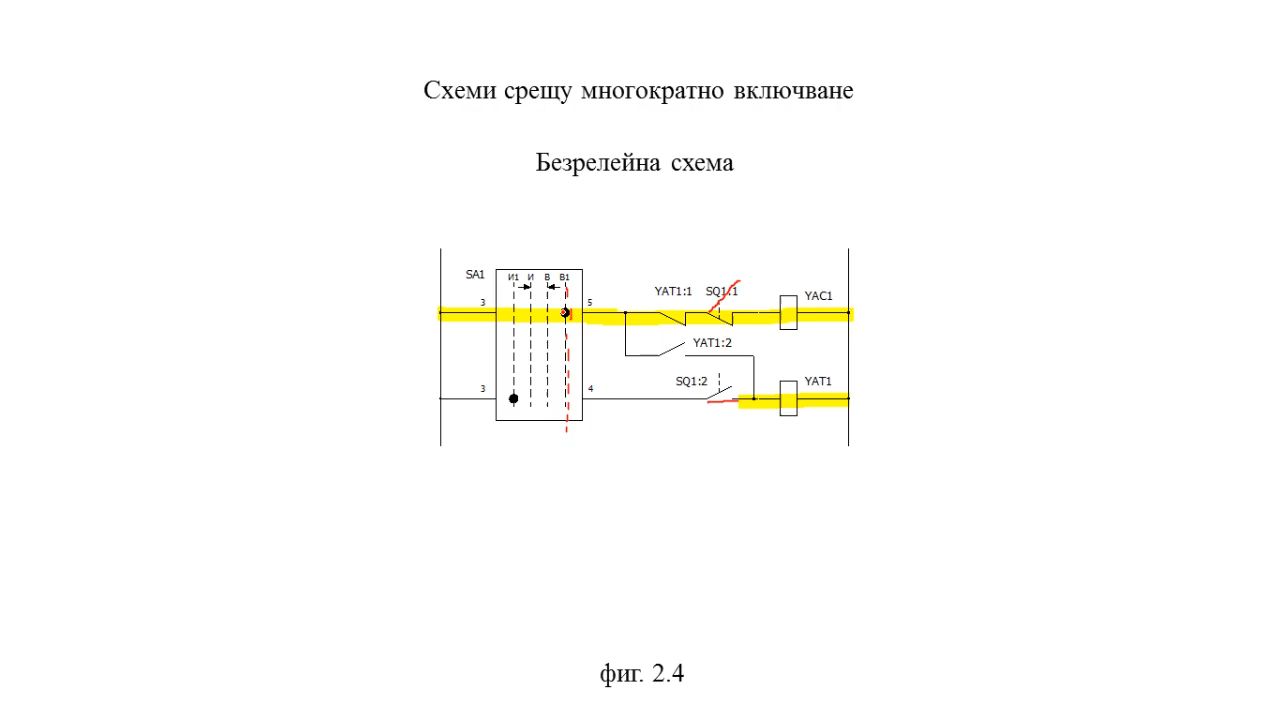 Схеми срещу многократно включване
Безрелейна схема
SA1 И1 И В В1
3 5 YAT1:1 SQ1:1 YAC1
YAT1:2
3 4 SQ1:2 YAT1
фиг. 2.4